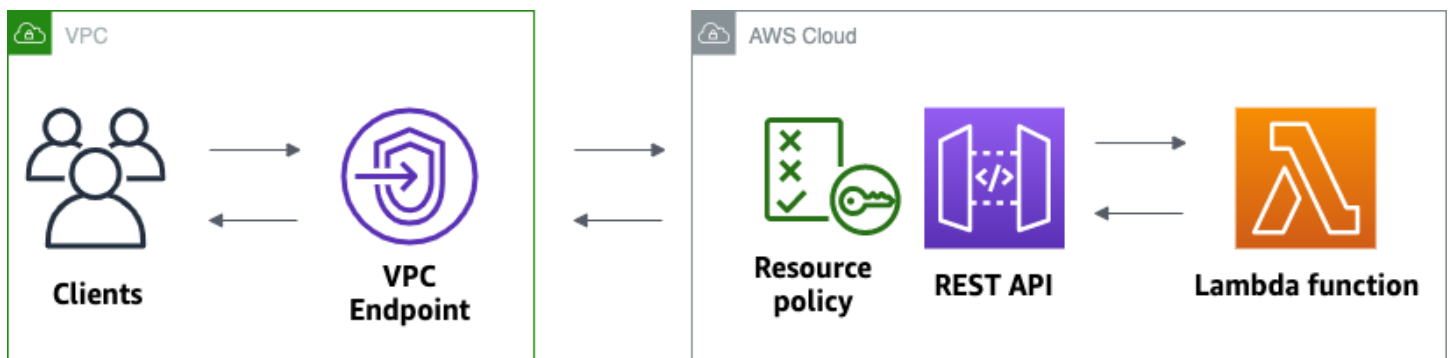 VPC
AWS Cloud
Clients
VPC
Endpoint
Resource
policy
</>
REST API
Lambda function